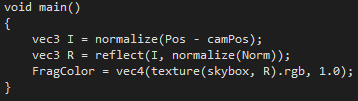 void main()
{
    vec3 I = normalize(Pos - camPos);
    vec3 R = reflect(I, normalize(Norm));
    FragColor = vec4(texture(skybox, R).rgb, 1.0);
}